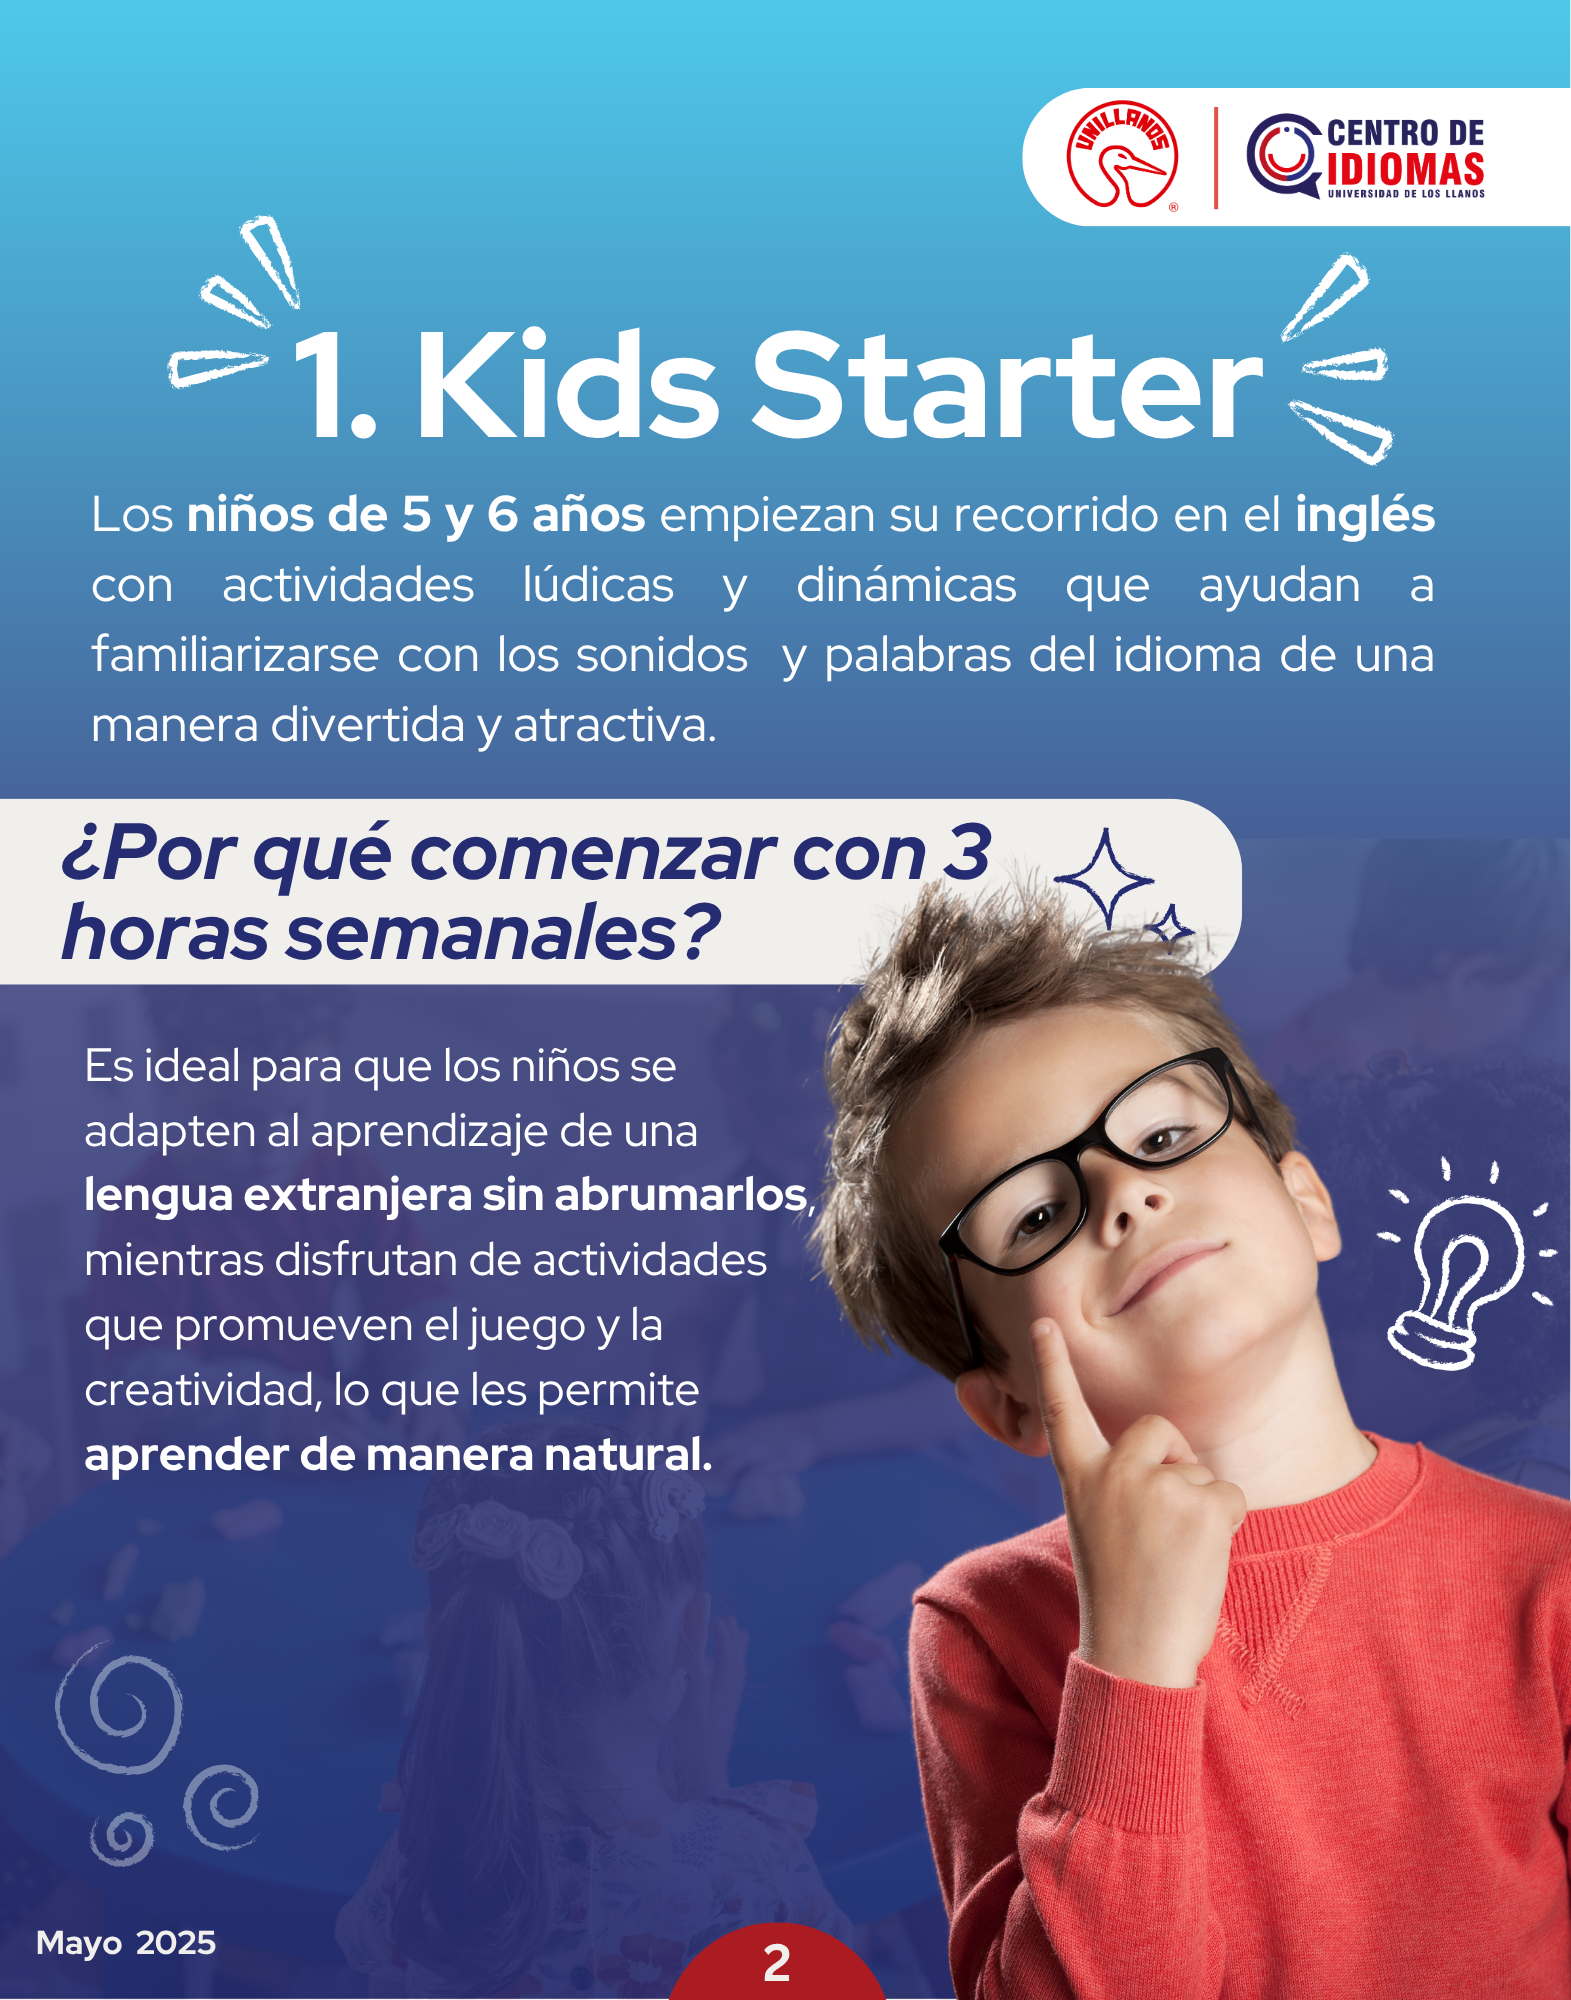 UNILLANOS
®
CENTRO DE
IDIOMAS
UNIVERSIDAD DE LOS LLANOS
1. Kids Starter
Los niños de 5 y 6 años empiezan su recorrido en el inglés
con actividades lúdicas y dinámicas que ayudan a
familiarizarse con los sonidos y palabras del idioma de una
manera divertida y atractiva.
¿Por qué comenzar con 3
horas semanales?
Es ideal para que los niños se
adapten al aprendizaje de una
lengua extranjera sin abrumarlos,
mientras disfrutan de actividades
que promueven el juego y la
creatividad, lo que les permite
aprender de manera natural.
Mayo 2025
2